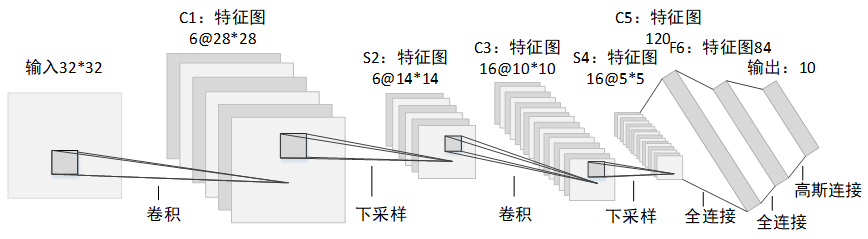 输入32*32
C1：特征图
6@28*28
S2：特征图
6@14*14
C3：特征图
16@10*10
S4：特征图
16@5*5
C5：特征图
120
F6：特征图84
输出：10
卷积
下采样
卷积
下采样
全连接
全连接
高斯连接